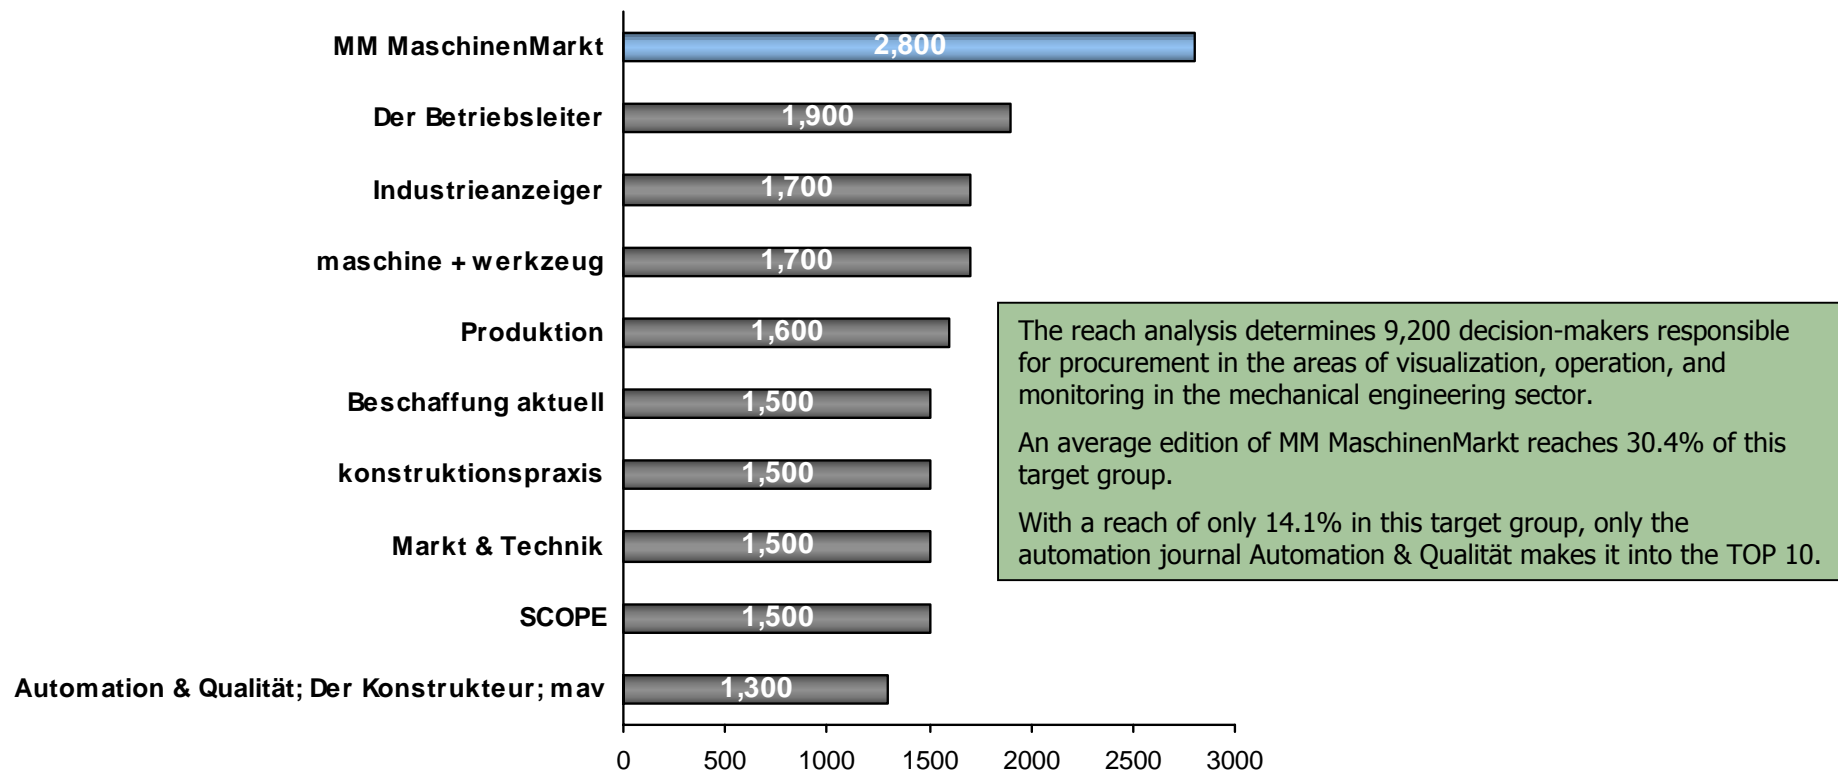 MM MaschinenMarkt 2,800
Der Betriebsleiter 1,900
Industrieanzeiger 1,700
maschine + werkzeug 1,700
Produktion 1,600
Beschaffung aktuell 1,500
konstruktionspraxis 1,500
Markt & Technik 1,500
SCOPE 1,500
Automation & Qualität; Der Konstrukteur; mav 1,300
0 500 1000 1500 2000 2500 3000
The reach analysis determines 9,200 decision-makers responsible
for procurement in the areas of visualization, operation, and
monitoring in the mechanical engineering sector.
An average edition of MM MaschinenMarkt reaches 30.4% of this
target group.
With a reach of only 14.1% in this target group, only the
automation journal Automation & Qualität makes it into the TOP 10.